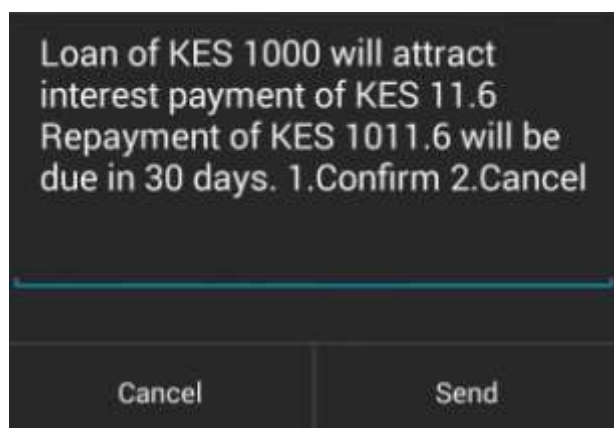 Loan of KES 1000 will attract
interest payment of KES 11.6
Repayment of KES 1011.6 will be
due in 30 days. 1.Confirm 2.Cancel
Cancel
Send